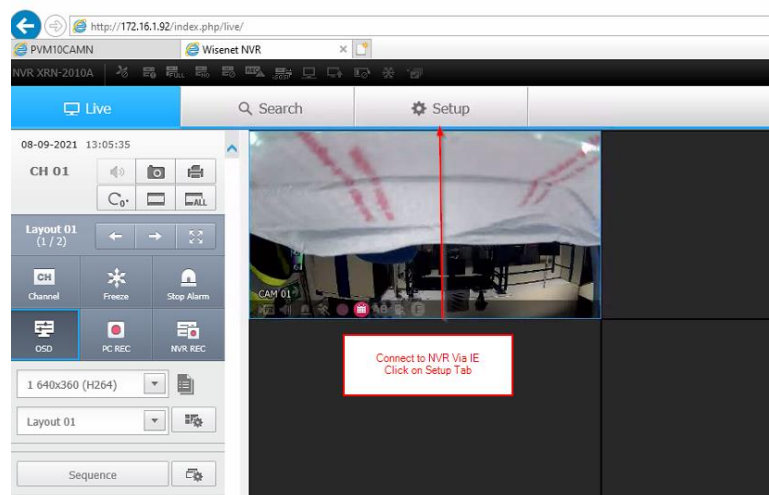 http://172.16.1.92/index.php/live/
PVM10CAMN
Wisenet NVR
NVR XRN-2010A
Live
Search
Setup
08-09-2021 13:05:35
CH 01
ALL
Layout 01
(1 / 2)
CH
Channel
Freeze
Stop Alarm
OSD
PC REC
NVR REC
1 640x360 (H264)
Layout 01
Sequence
CAM 01
Connect to NVR Via IE
Click on Setup Tab